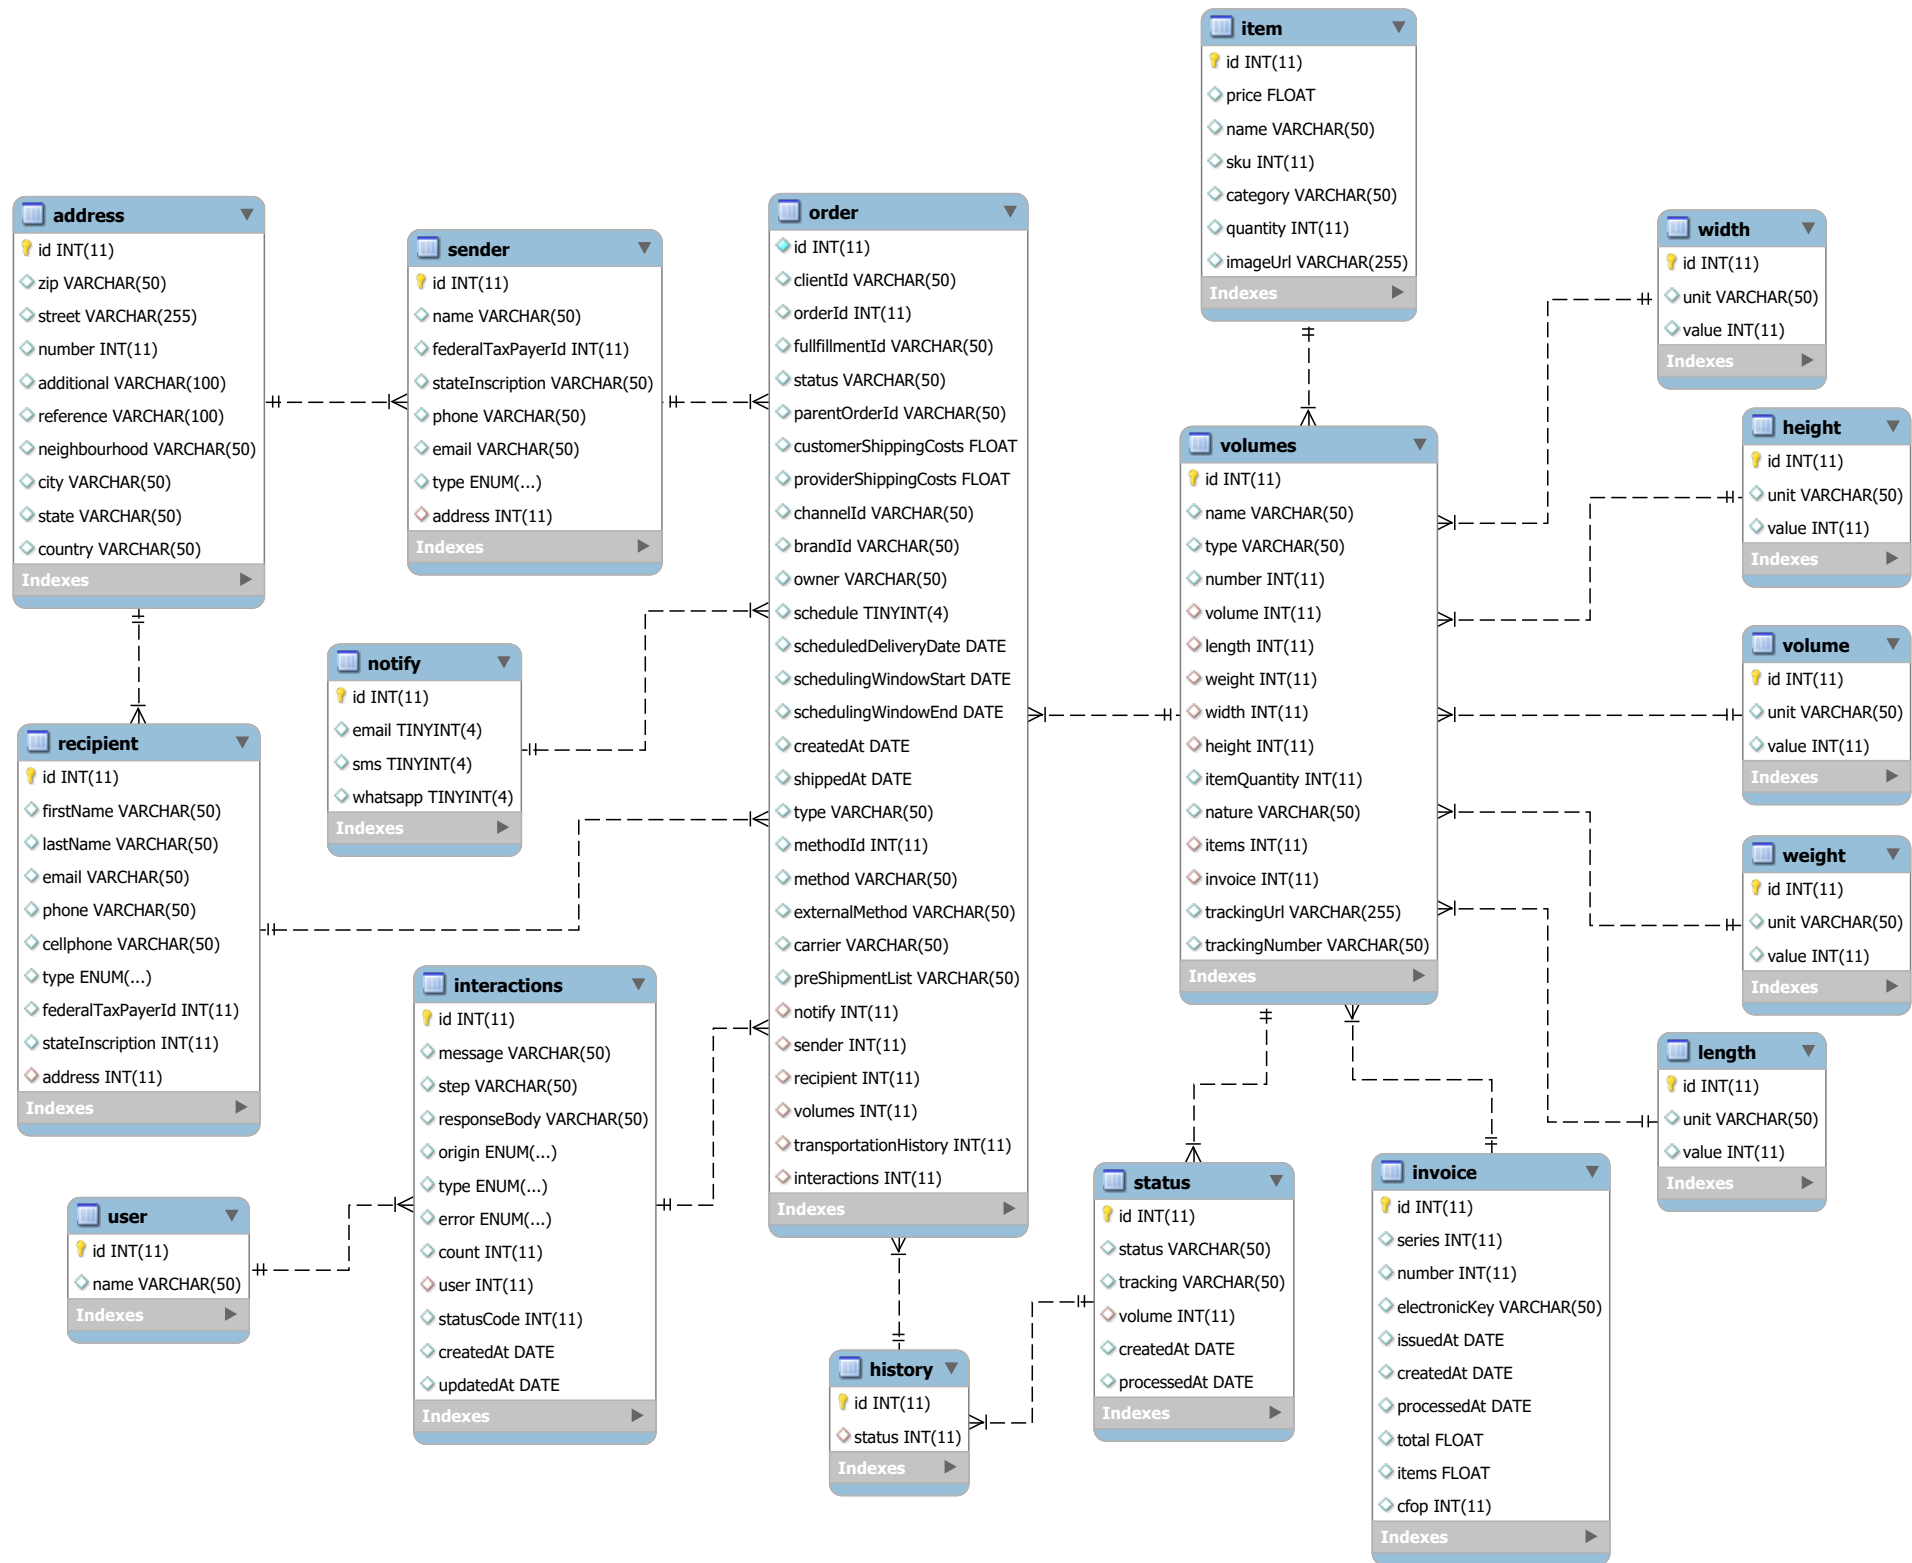 item
id INT(11)
price FLOAT
name VARCHAR(50)
sku INT(11)
category VARCHAR(50)
quantity INT(11)
imageUrl VARCHAR(255)
Indexes
address
id INT(11)
zip VARCHAR(50)
street VARCHAR(255)
number INT(11)
additional VARCHAR(100)
reference VARCHAR(100)
neighbourhood VARCHAR(50)
city VARCHAR(50)
state VARCHAR(50)
country VARCHAR(50)
Indexes
sender
id INT(11)
name VARCHAR(50)
federalTaxPayerId INT(11)
stateInscription VARCHAR(50)
phone VARCHAR(50)
email VARCHAR(50)
type ENUM(...)
address INT(11)
Indexes
order
id INT(11)
clientId VARCHAR(50)
orderId INT(11)
fullfillmentId VARCHAR(50)
status VARCHAR(50)
parentOrderId VARCHAR(50)
customerShippingCosts FLOAT
providerShippingCosts FLOAT
channelId VARCHAR(50)
brandId VARCHAR(50)
owner VARCHAR(50)
schedule TINYINT(4)
scheduledDeliveryDate DATE
schedulingWindowStart DATE
schedulingWindowEnd DATE
createdAt DATE
shippedAt DATE
type VARCHAR(50)
methodId INT(11)
method VARCHAR(50)
externalMethod VARCHAR(50)
carrier VARCHAR(50)
preShipmentList VARCHAR(50)
notify INT(11)
sender INT(11)
recipient INT(11)
volumes INT(11)
transportationHistory INT(11)
interactions INT(11)
Indexes
volumes
id INT(11)
name VARCHAR(50)
type VARCHAR(50)
number INT(11)
volume INT(11)
length INT(11)
weight INT(11)
width INT(11)
height INT(11)
itemQuantity INT(11)
nature VARCHAR(50)
items INT(11)
invoice INT(11)
trackingUrl VARCHAR(255)
trackingNumber VARCHAR(50)
Indexes
width
id INT(11)
unit VARCHAR(50)
value INT(11)
Indexes
height
id INT(11)
unit VARCHAR(50)
value INT(11)
Indexes
volume
id INT(11)
unit VARCHAR(50)
value INT(11)
Indexes
weight
id INT(11)
unit VARCHAR(50)
value INT(11)
Indexes
length
id INT(11)
unit VARCHAR(50)
value INT(11)
Indexes
notify
id INT(11)
email TINYINT(4)
sms TINYINT(4)
whatsapp TINYINT(4)
Indexes
recipient
id INT(11)
firstName VARCHAR(50)
lastName VARCHAR(50)
email VARCHAR(50)
phone VARCHAR(50)
cellphone VARCHAR(50)
type ENUM(...)
federalTaxPayerId INT(11)
stateInscription INT(11)
address INT(11)
Indexes
interactions
id INT(11)
message VARCHAR(50)
step VARCHAR(50)
responseBody VARCHAR(50)
origin ENUM(...)
type ENUM(...)
error ENUM(...)
count INT(11)
user INT(11)
statusCode INT(11)
createdAt DATE
updatedAt DATE
Indexes
user
id INT(11)
name VARCHAR(50)
Indexes
history
id INT(11)
status INT(11)
Indexes
status
id INT(11)
status VARCHAR(50)
tracking VARCHAR(50)
volume INT(11)
createdAt DATE
processedAt DATE
Indexes
invoice
id INT(11)
series INT(11)
number INT(11)
electronicKey VARCHAR(50)
issuedAt DATE
createdAt DATE
processedAt DATE
total FLOAT
items FLOAT
cfop INT(11)
Indexes